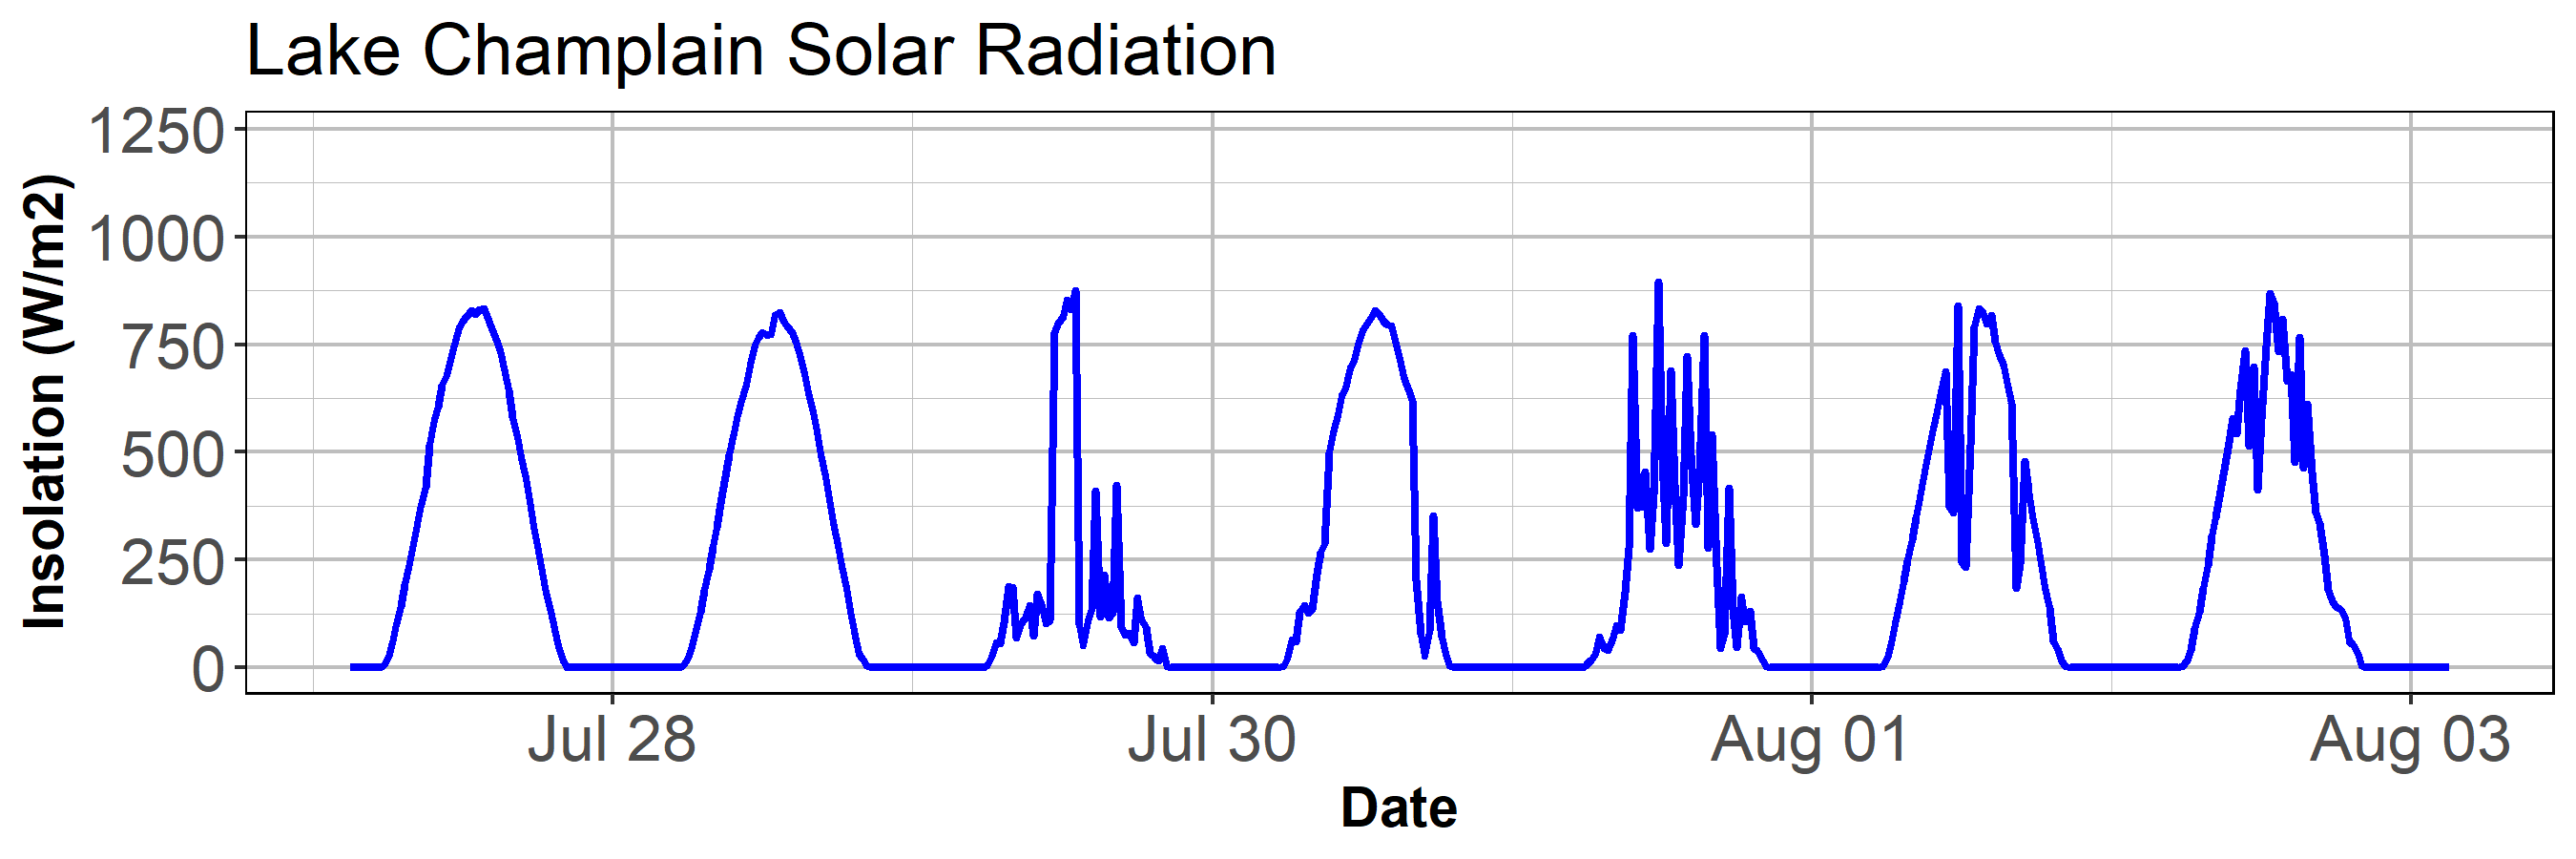 Lake Champlain Solar Radiation
Insolation (W/m2)
1250
1000
750
500
250
0
Jul 28 Jul 30 Aug 01 Aug 03
Date